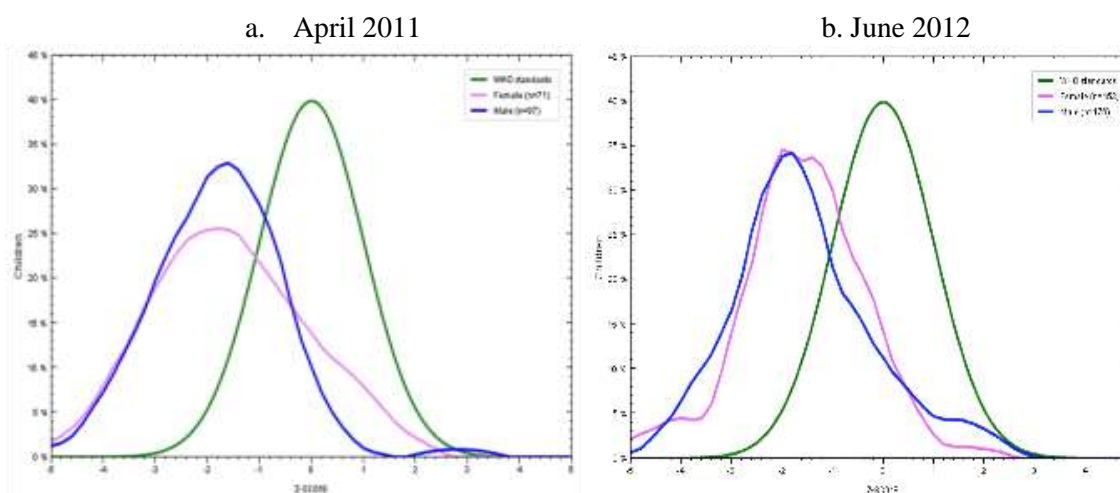 a. April 2011
b. June 2012
45 %
40 %
35 %
30 %
25 %
20 %
15 %
10 %
5 %
0 %
Children
-5 -4 -3 -2 -1 0 1 2 3 4 5
Z-score
WHO standards
Female (n=71)
Male (n=97)
45 %
40 %
35 %
30 %
25 %
20 %
15 %
10 %
5 %
0 %
Children
-5 -4 -3 -2 -1 0 1 2 3 4
Z-score
WHO standards
Female
Male